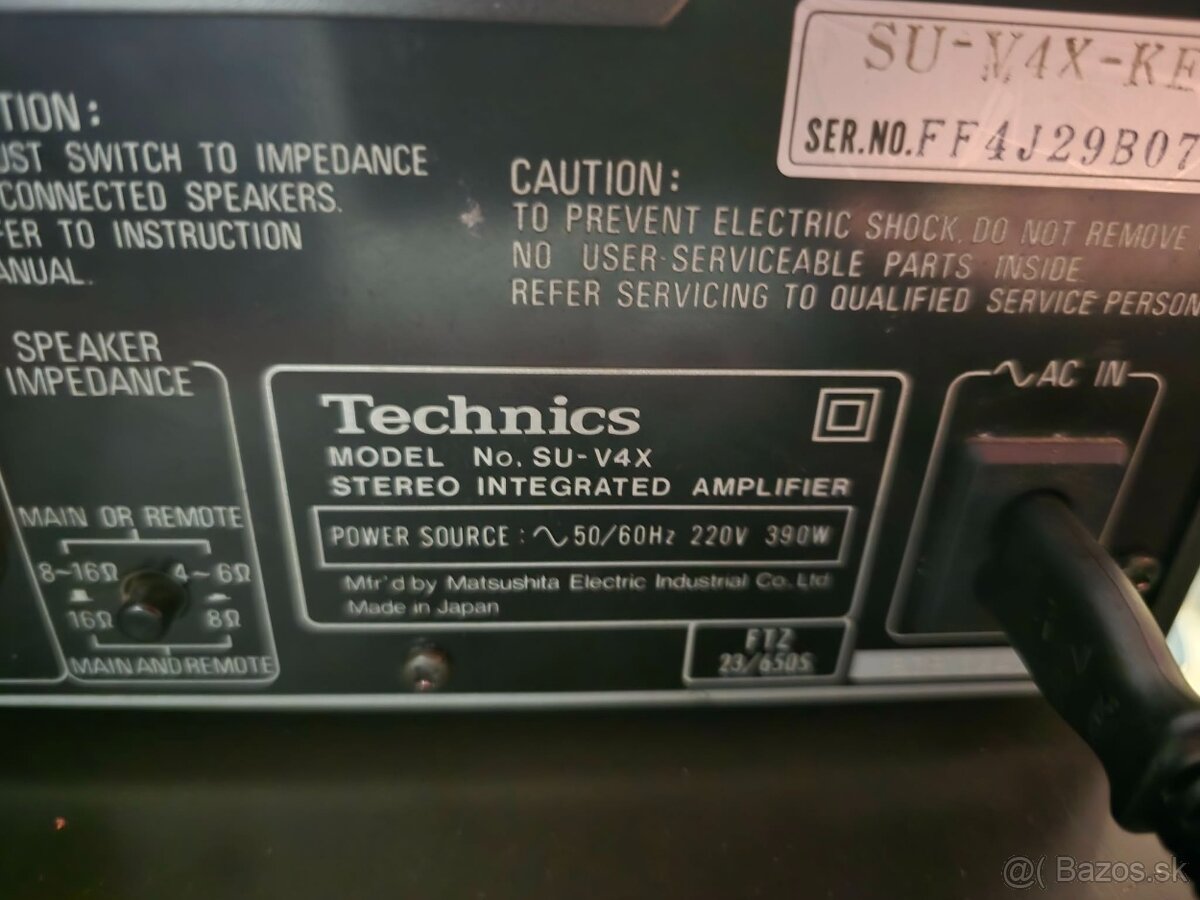 SU-V4X-KE
SER.NO.FF4J29B07
TION:
UST SWITCH TO IMPEDANCE
CONNECTED SPEAKERS.
FER TO INSTRUCTION
ANUAL.
CAUTION:
TO PREVENT ELECTRIC SHOCK, DO NOT REMOVE
NO USER-SERVICEABLE PARTS INSIDE.
REFER SERVICING TO QUALIFIED SERVICE PERSON
SPEAKER
IMPEDANCE
MAIN OR REMOTE
8~16Ω 4~6Ω
16Ω 8Ω
MAIN AND REMOTE
Technics
MODEL No. SU-V4X
STEREO INTEGRATED AMPLIFIER
POWER SOURCE : ∿50/60Hz 220V 390W
Mfr'd by Matsushita Electric Industrial Co., Ltd.
Made in Japan
FTZ
23/650S
∿AC IN
@( Bazos.sk